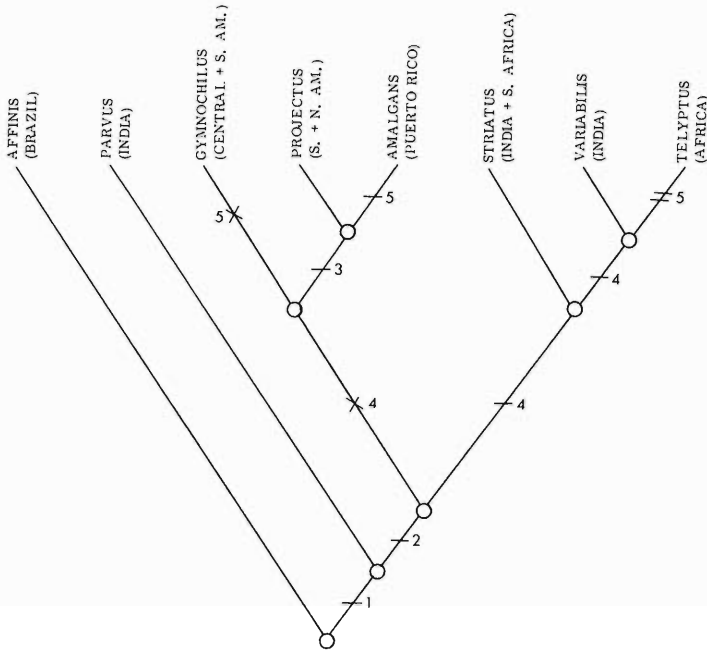 AFFINIS
(BRAZIL)
PARVUS
(INDIA)
GYMNOCHILUS
(CENTRAL + S. AM.)
PROJECTUS
(S. + N. AM.)
AMALGANS
(PUERTO RICO)
STRIATUS
(INDIA + S. AFRICA)
VARIABILIS
(INDIA)
TELYPTUS
(AFRICA)
5
5
3
5
4
4
4
2
1